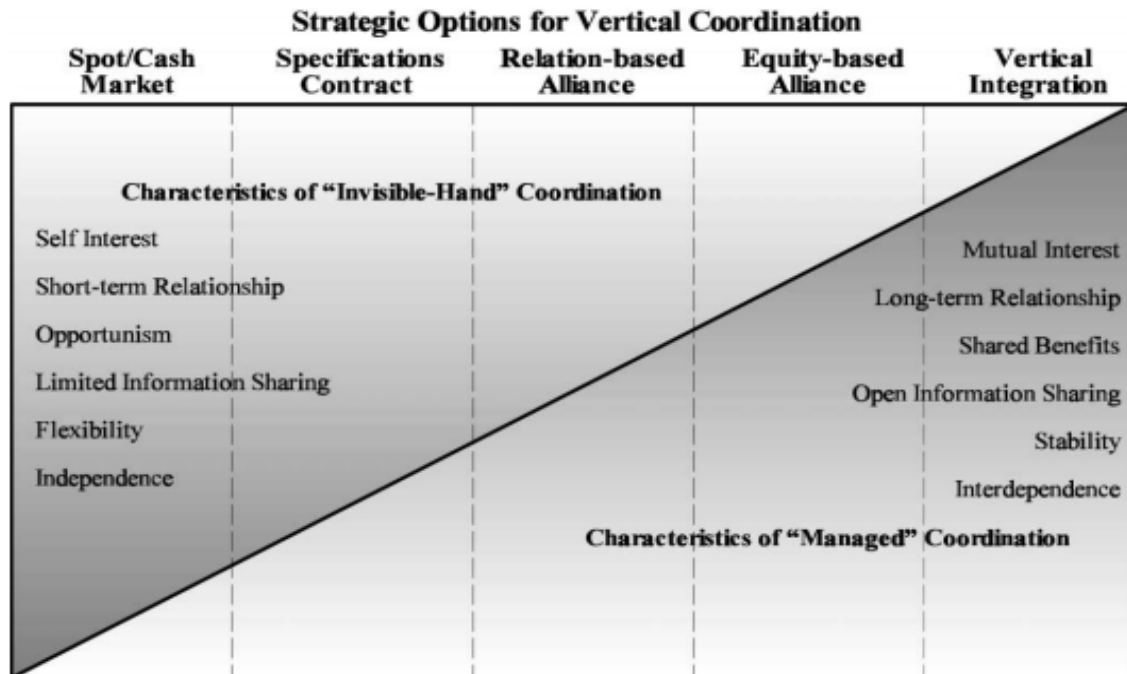 Strategic Options for Vertical Coordination
Spot/Cash Market
Specifications Contract
Relation-based Alliance
Equity-based Alliance
Vertical Integration
Characteristics of “Invisible-Hand” Coordination
Self Interest
Short-term Relationship
Opportunism
Limited Information Sharing
Flexibility
Independence
Mutual Interest
Long-term Relationship
Shared Benefits
Open Information Sharing
Stability
Interdependence
Characteristics of “Managed” Coordination